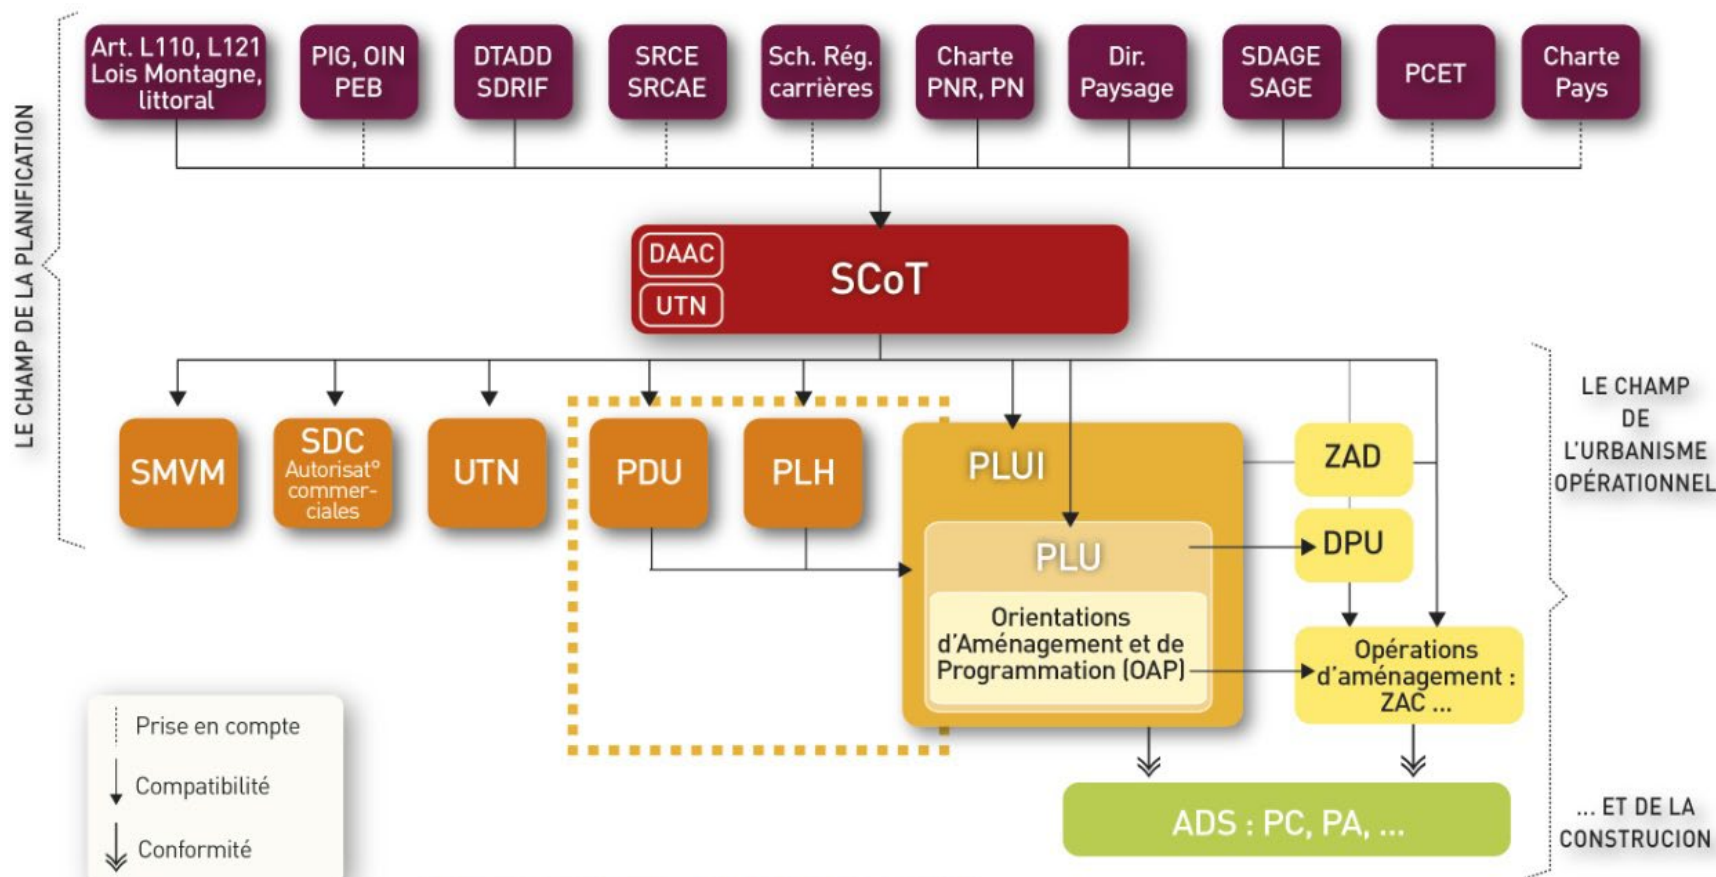 LE CHAMP DE LA PLANIFICATION
Art. L110, L121
Lois Montagne,
littoral
PIG, OIN
PEB
DTADD
SDRIF
SRCE
SRCAE
Sch. Rég.
carrières
Charte
PNR, PN
Dir.
Paysage
SDAGE
SAGE
PCET
Charte
Pays
DAAC
UTN
SCoT
SMVM
SDC
Autorisat°
commer-
ciales
UTN
PDU
PLH
PLUI
PLU
Orientations
d'Aménagement et de
Programmation (OAP)
ZAD
DPU
Opérations
d'aménagement :
ZAC ...
LE CHAMP
DE
L'URBANISME
OPÉRATIONNEL
ADS : PC, PA, ...
... ET DE LA
CONSTRUCION
Prise en compte
Compatibilité
Conformité